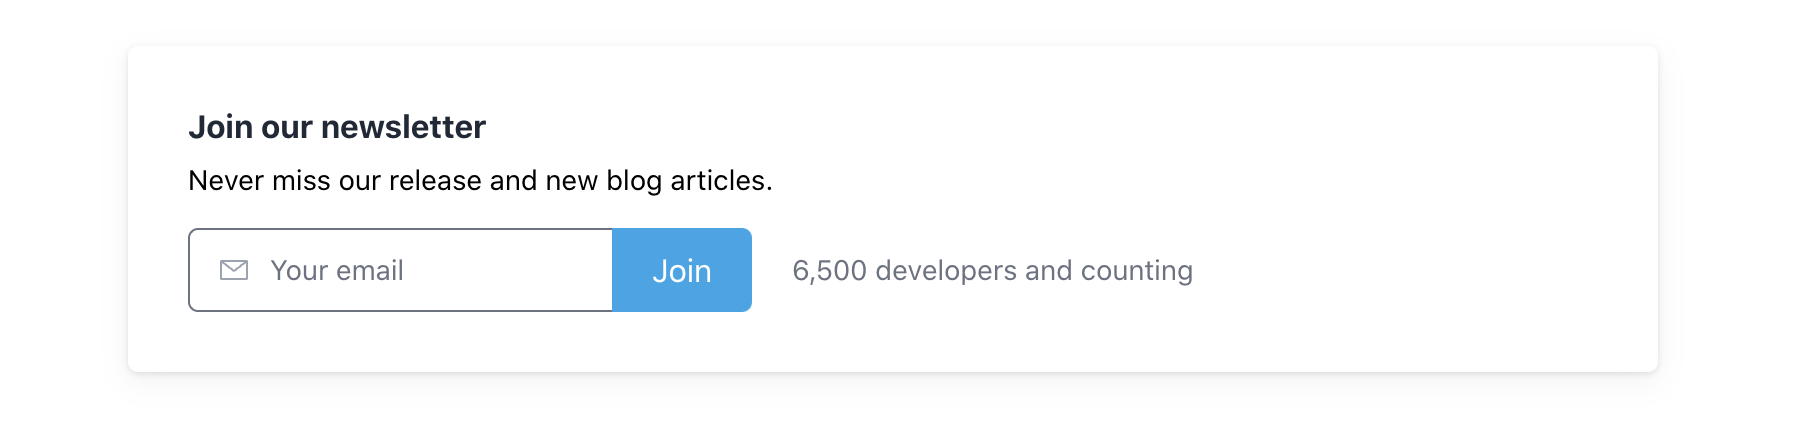 Join our newsletter
Never miss our release and new blog articles.
Your email Join 6,500 developers and counting